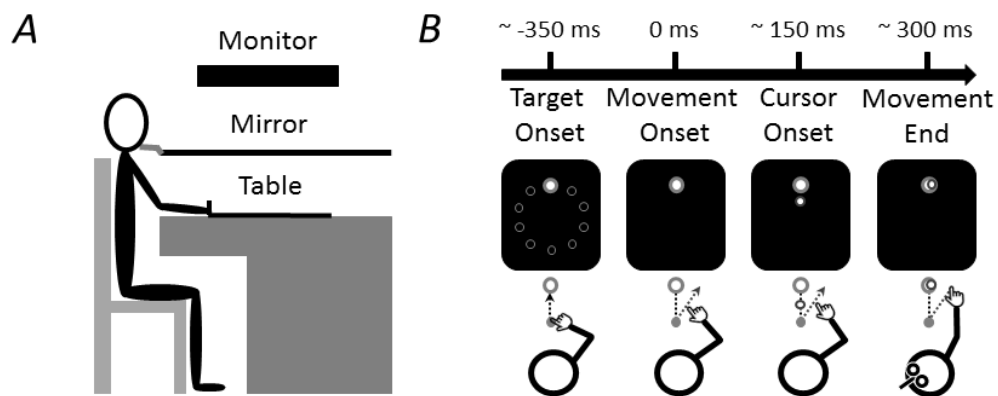 A
Monitor
Mirror
Table
B
~ -350 ms
0 ms
~ 150 ms
~ 300 ms
Target
Onset
Movement
Onset
Cursor
Onset
Movement
End